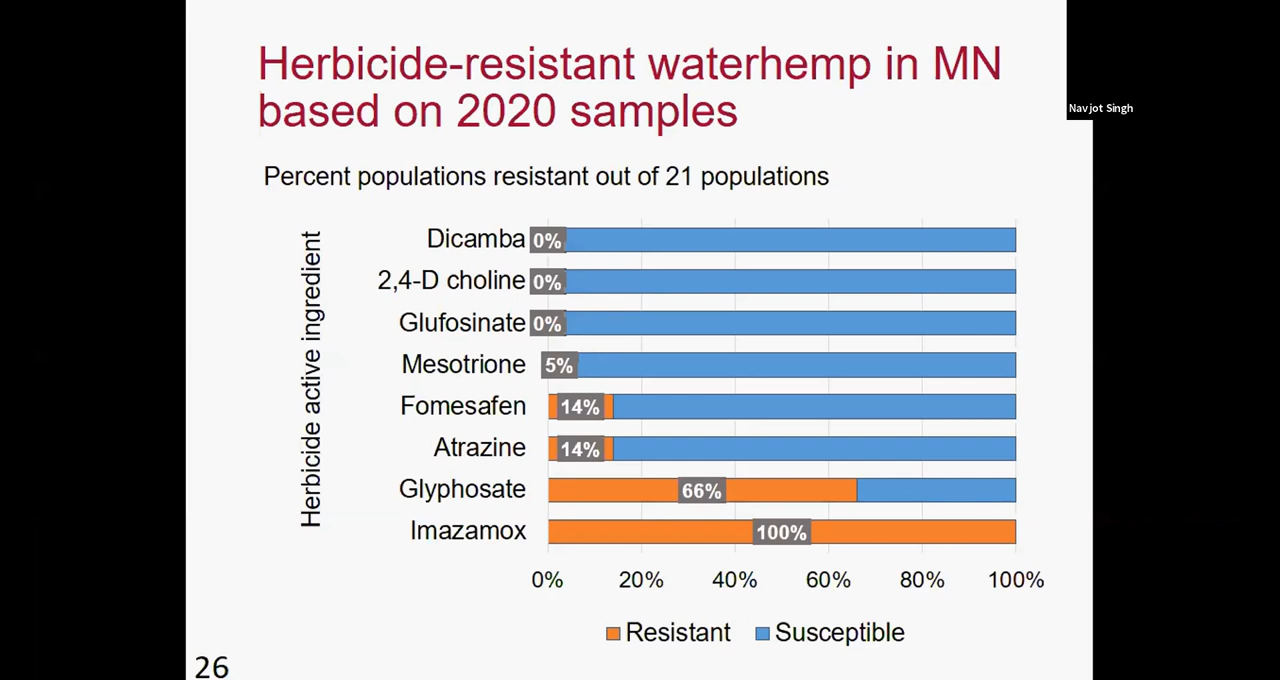 Herbicide-resistant waterhemp in MN
based on 2020 samples
Navjot Singh
Percent populations resistant out of 21 populations
Herbicide active ingredient
Dicamba 0%
2,4-D choline 0%
Glufosinate 0%
Mesotrione 5%
Fomesafen 14%
Atrazine 14%
Glyphosate 66%
Imazamox 100%
0% 20% 40% 60% 80% 100%
Resistant Susceptible
26